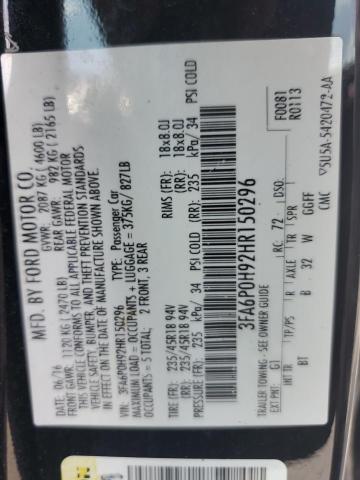 MFD. BY FORD MOTOR CO.
06/16 GVWR: 2087 KG ( 4600 LB)
FRONT GAWR: 1120 KG ( 2470 LB) REAR GAWR: 982 KG ( 2165 LB)
THIS VEHICLE CONFORMS TO ALL APPLICABLE FEDERAL MOTOR
VEHICLE SAFETY, BUMPER, AND THEFT PREVENTION STANDARDS
IN EFFECT ON THE DATE OF MANUFACTURE SHOWN ABOVE.
VIN: 3FA6P0H92HR150296 TYPE: Passenger Car
MAXIMUM LOAD = OCCUPANTS + LUGGAGE = 375KG/ 827LB
OCCUPANTS = 5 TOTAL: 2 FRONT, 3 REAR
TIRE (FR): 235/45R18 94V RIMS (FR): 18x8.0J
TIRE (RR): 235/45R18 94V RIMS (RR): 18x8.0J
PRESSURE (FR): 235 kPa/ 34 (RR): 235 kPa/ 34 PSI COLD
PSI COLD
3FA6P0H92HR150296
F0081
R0113
TRAILER TOWING - SEE OWNER GUIDE
EXT PNT: G1 RC: 72 DSO:
INT TR TP/PS R AXLE TR SPR
RT B 32 W GGFF
CMC 5U5A-5420472-AA